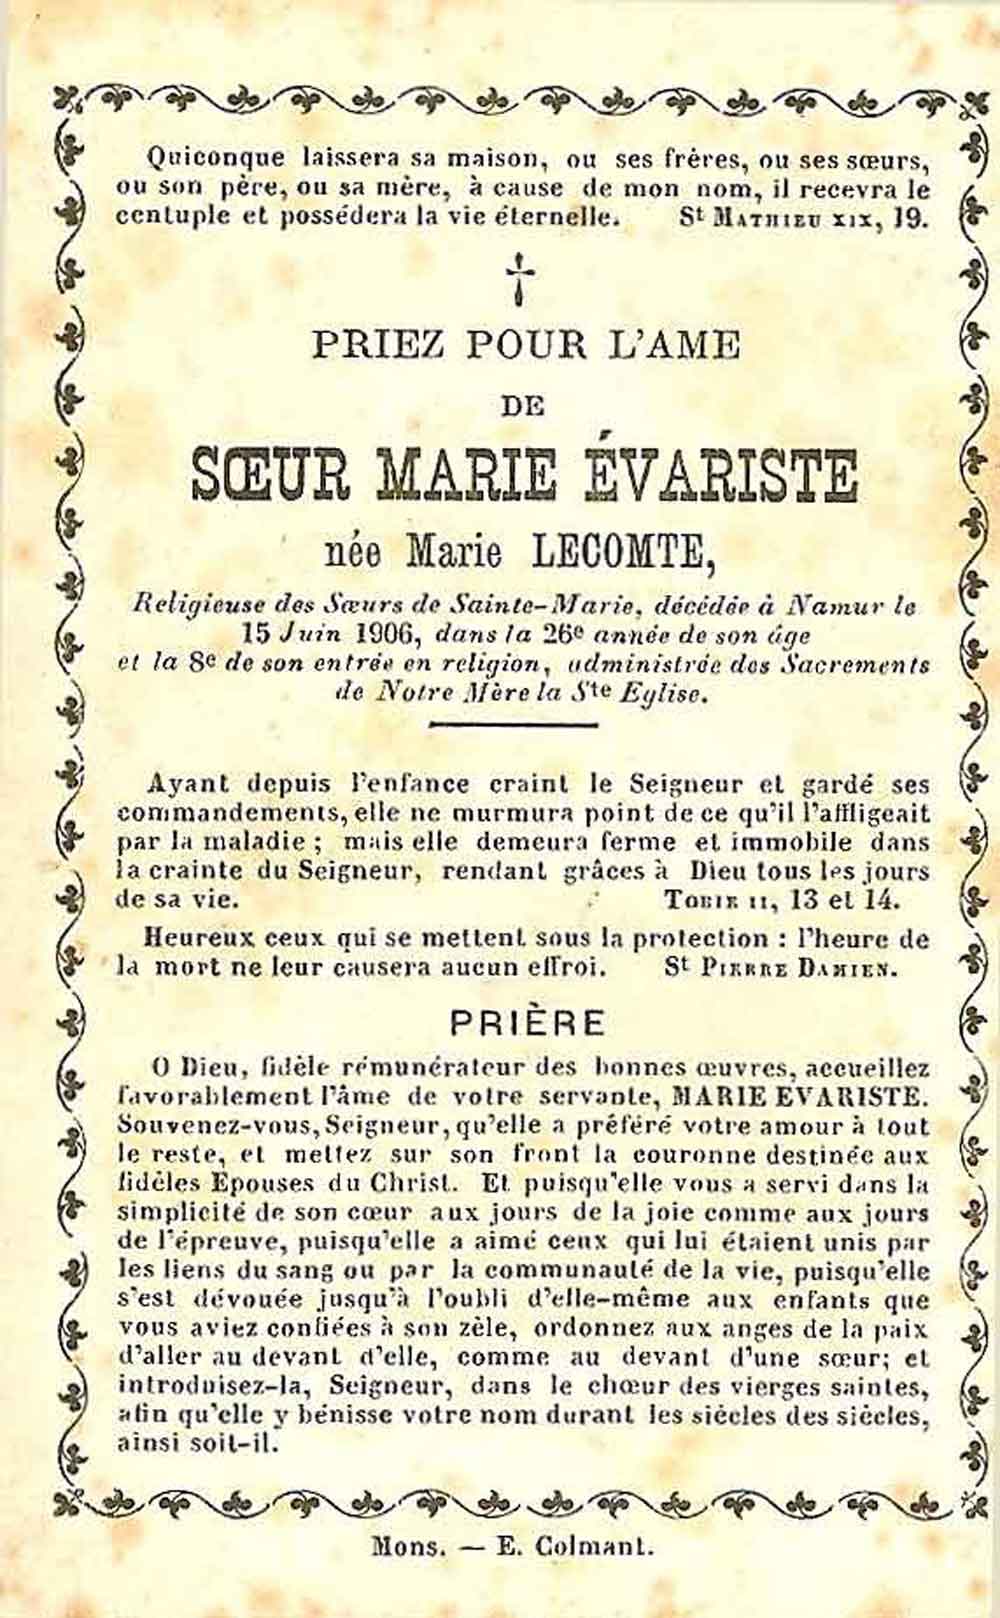 Quiconque laissera sa maison, ou ses frères, ou ses sœurs,
ou son père, ou sa mère, à cause de mon nom, il recevra le
centuple et possédera la vie éternelle. St MATHIEU XIX, 19.
†
PRIEZ POUR L'AME
DE
SŒUR MARIE ÉVARISTE
née Marie LECOMTE,
Religieuse des Sœurs de Sainte-Marie, décédée à Namur le
15 Juin 1906, dans la 26e année de son âge
et la 8e de son entrée en religion, administrée des Sacrements
de Notre Mère la Ste Eglise.
Ayant depuis l'enfance craint le Seigneur et gardé ses
commandements, elle ne murmura point de ce qu'il l'affligeait
par la maladie ; mais elle demeura ferme et immobile dans
la crainte du Seigneur, rendant grâces à Dieu tous les jours
de sa vie. TOBIE II, 13 et 14.
Heureux ceux qui se mettent sous la protection : l'heure de
la mort ne leur causera aucun effroi. St PIERRE DAMIEN.
PRIÈRE
O Dieu, fidèle rémunérateur des bonnes œuvres, accueillez
favorablement l'âme de votre servante, MARIE EVARISTE.
Souvenez-vous, Seigneur, qu'elle a préféré votre amour à tout
le reste, et mettez sur son front la couronne destinée aux
fidèles Epouses du Christ. Et puisqu'elle vous a servi dans la
simplicité de son cœur aux jours de la joie comme aux jours
de l'épreuve, puisqu'elle a aimé ceux qui lui étaient unis par
les liens du sang ou par la communauté de la vie, puisqu'elle
s'est dévouée jusqu'à l'oubli d'elle-même aux enfants que
vous aviez confiées à son zèle, ordonnez aux anges de la paix
d'aller au devant d'elle, comme au devant d'une sœur; et
introduisez-la, Seigneur, dans le chœur des vierges saintes,
afin qu'elle y bénisse votre nom durant les siècles des siècles,
ainsi soit-il.
Mons. — E. Colmant.